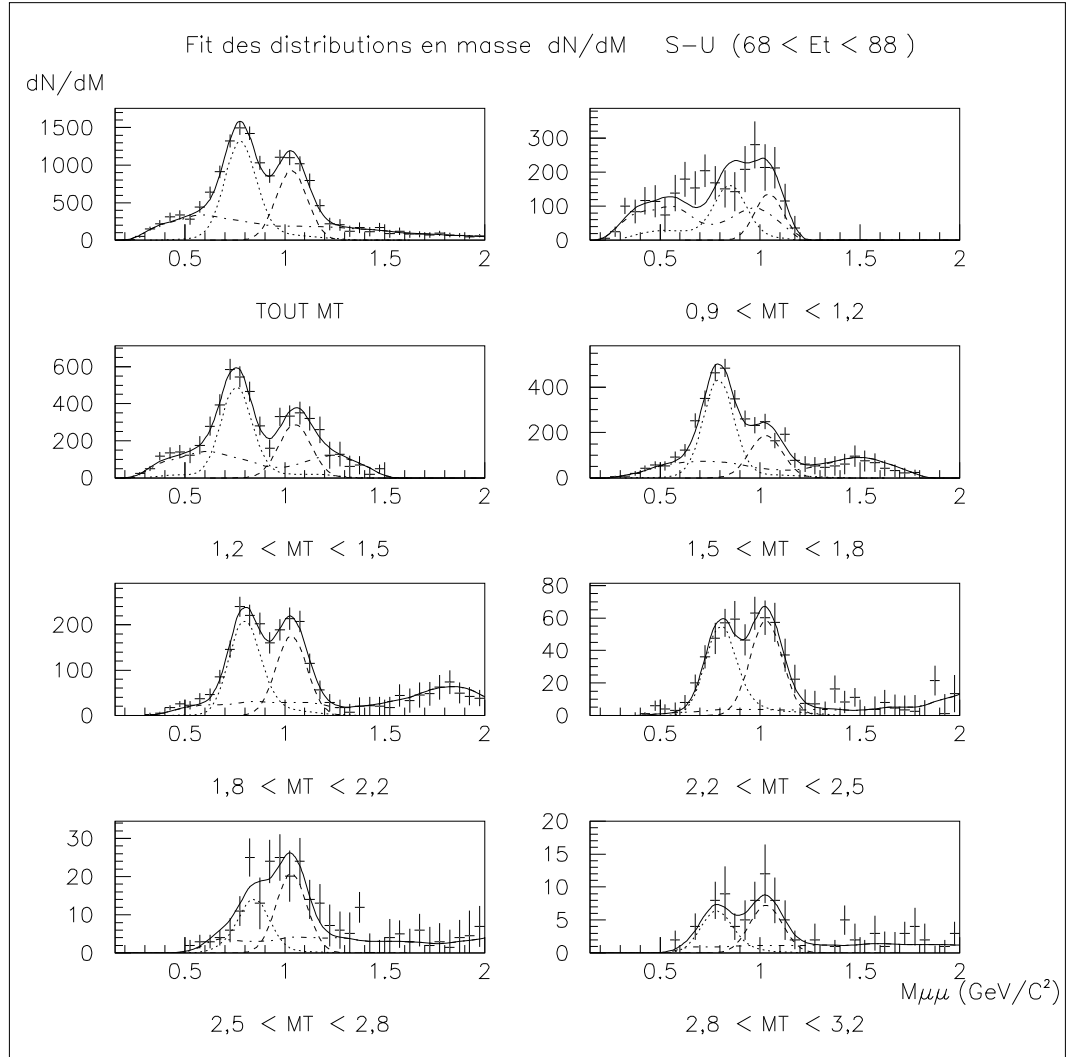 Fit des distributions en masse dN/dM S-U (68 < Et < 88 )
dN/dM
1500
1000
500
0
0.5 1 1.5 2
TOUT MT
300
200
100
0
0.5 1 1.5 2
0,9 < MT < 1,2
600
400
200
0
0.5 1 1.5 2
1,2 < MT < 1,5
400
200
0
0.5 1 1.5 2
1,5 < MT < 1,8
200
100
0
0.5 1 1.5 2
1,8 < MT < 2,2
80
60
40
20
0
0.5 1 1.5 2
2,2 < MT < 2,5
30
20
10
0
0.5 1 1.5 2
2,5 < MT < 2,8
20
15
10
5
0
0.5 1 1.5 2
Mμμ (GeV/C²)
2,8 < MT < 3,2